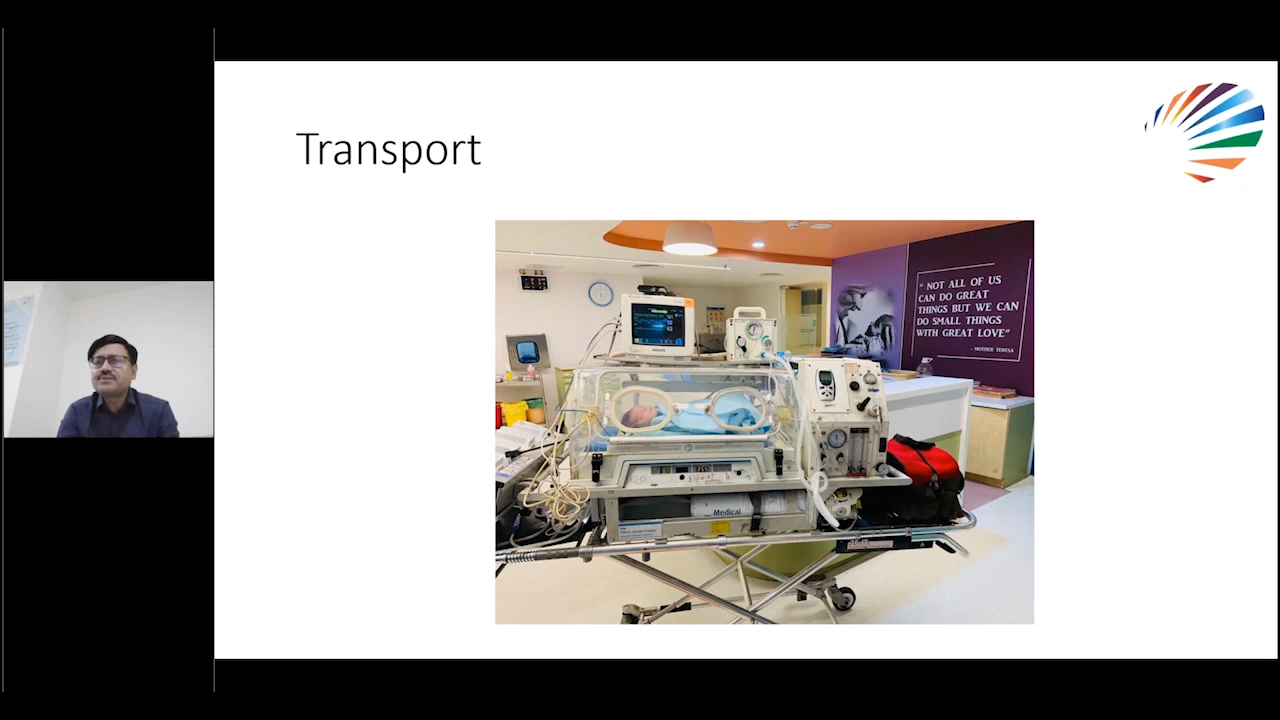 Transport
" NOT ALL OF US
CAN DO GREAT
THINGS BUT WE CAN
DO SMALL THINGS
WITH GREAT LOVE"
- MOTHER TERESA
PHILIPS
Medical